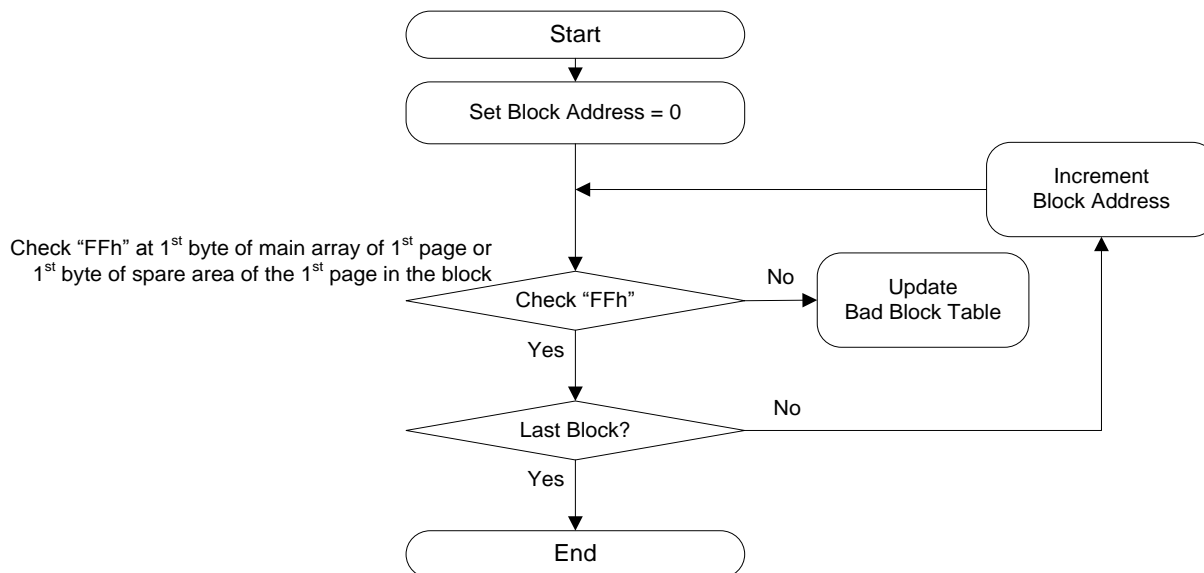 Start
Set Block Address = 0
Increment
Block Address
Check “FFh” at 1st byte of main array of 1st page or
1st byte of spare area of the 1st page in the block
Check “FFh”
No
Update
Bad Block Table
Yes
Last Block?
No
Yes
End